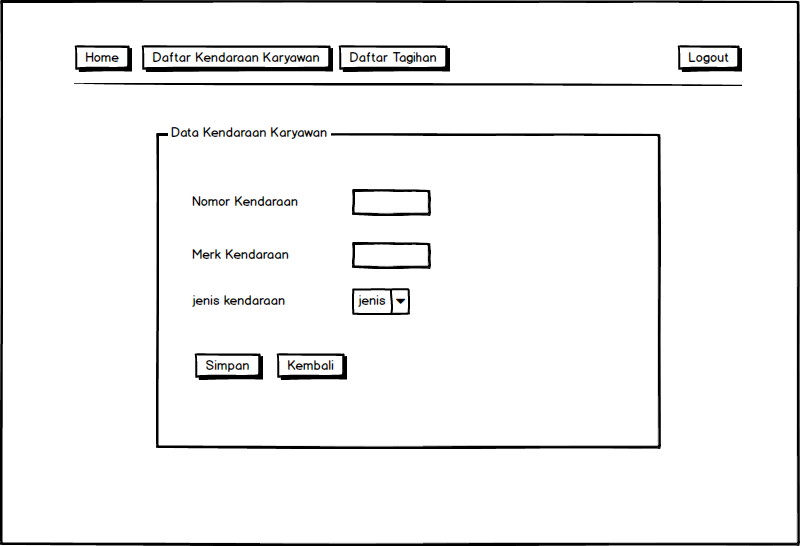 Home Daftar Kendaraan Karyawan Daftar Tagihan Logout
Data Kendaraan Karyawan
Nomor Kendaraan
Merk Kendaraan
jenis kendaraan jenis
Simpan Kembali